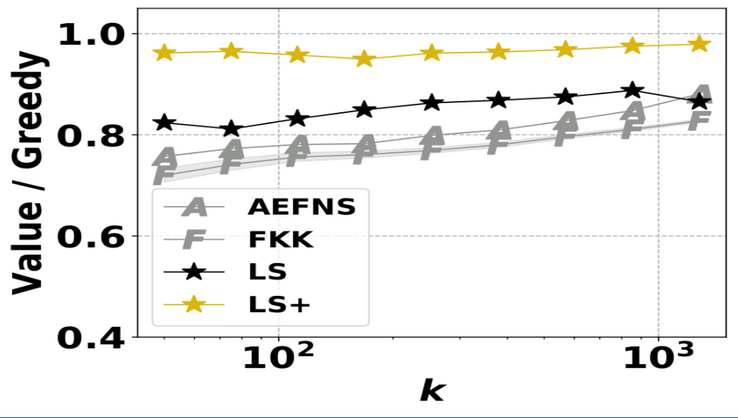 Value / Greedy
1.0
0.8
0.6
0.4
AEFNS
FKK
LS
LS+
10²
10³
k